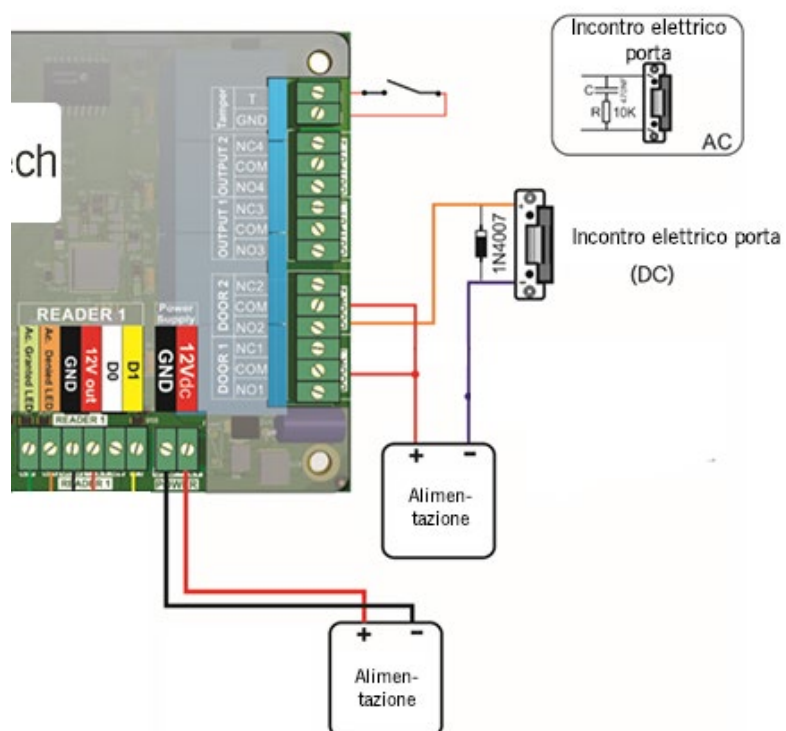 Incontro elettrico
porta
C
470NF
R
10K
AC
ech
Tamper
T
GND
OUTPUT 2
NC4
COM
NO4
OUTPUT 1
NC3
COM
NO3
DOOR 2
NC2
COM
NO2
DOOR 1
NC1
COM
NO1
1N4007
Incontro elettrico porta
(DC)
READER 1
Power
Supply
Ac. Granted LED
Ac. Denied LED
GND
12V out
D0
D1
GND
12Vdc
READER 1
READER 1
POWER
+ -
Alimen-
tazione
+ -
Alimen-
tazione